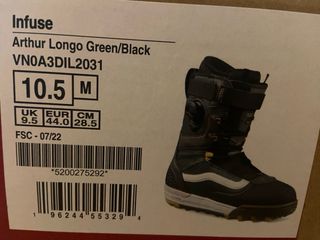 Infuse
Arthur Longo Green/Black
VN0A3DIL2031
10.5 M
UK EUR CM
9.5 44.0 28.5
FSC - 07/22
*5200275292*
1 96244 55329 4